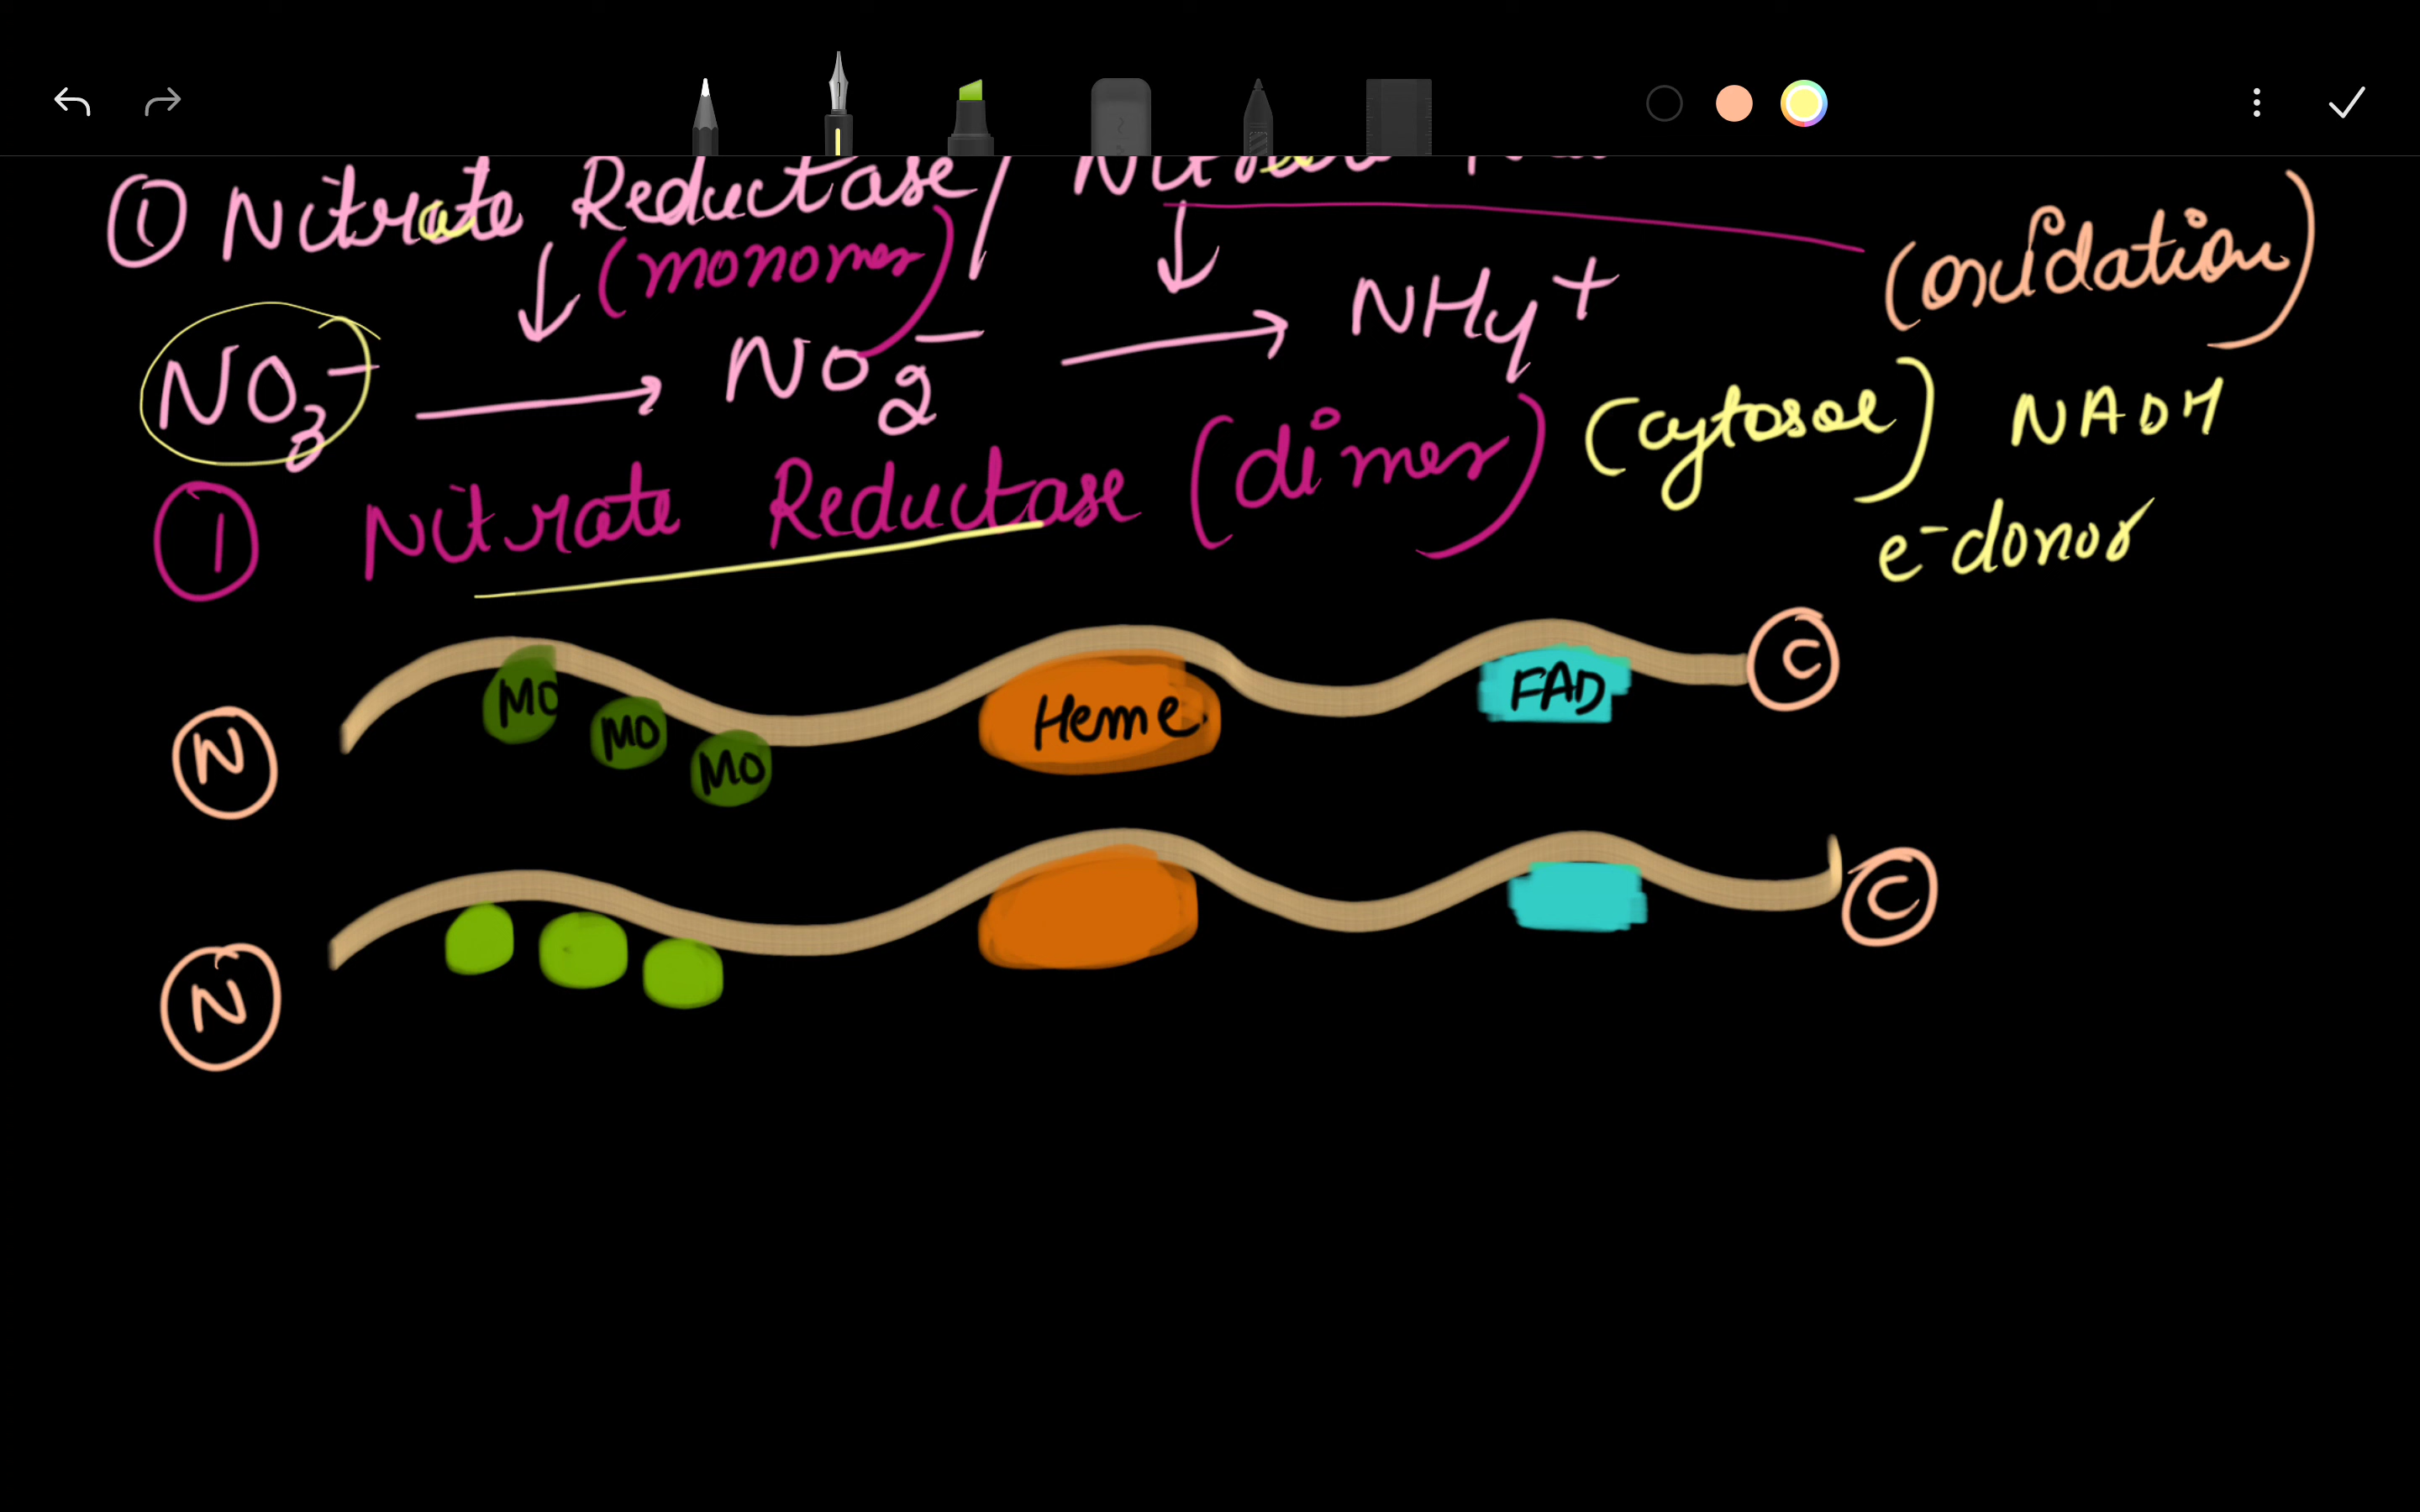 ① Nitrate Reductase /
(monomer)
(oxidation)
NO3- → NO2- → NH4+
① Nitrate Reductase (dimer) (cytosol) NADH
e- donor
N MO MO MO Heme FAD C
N C